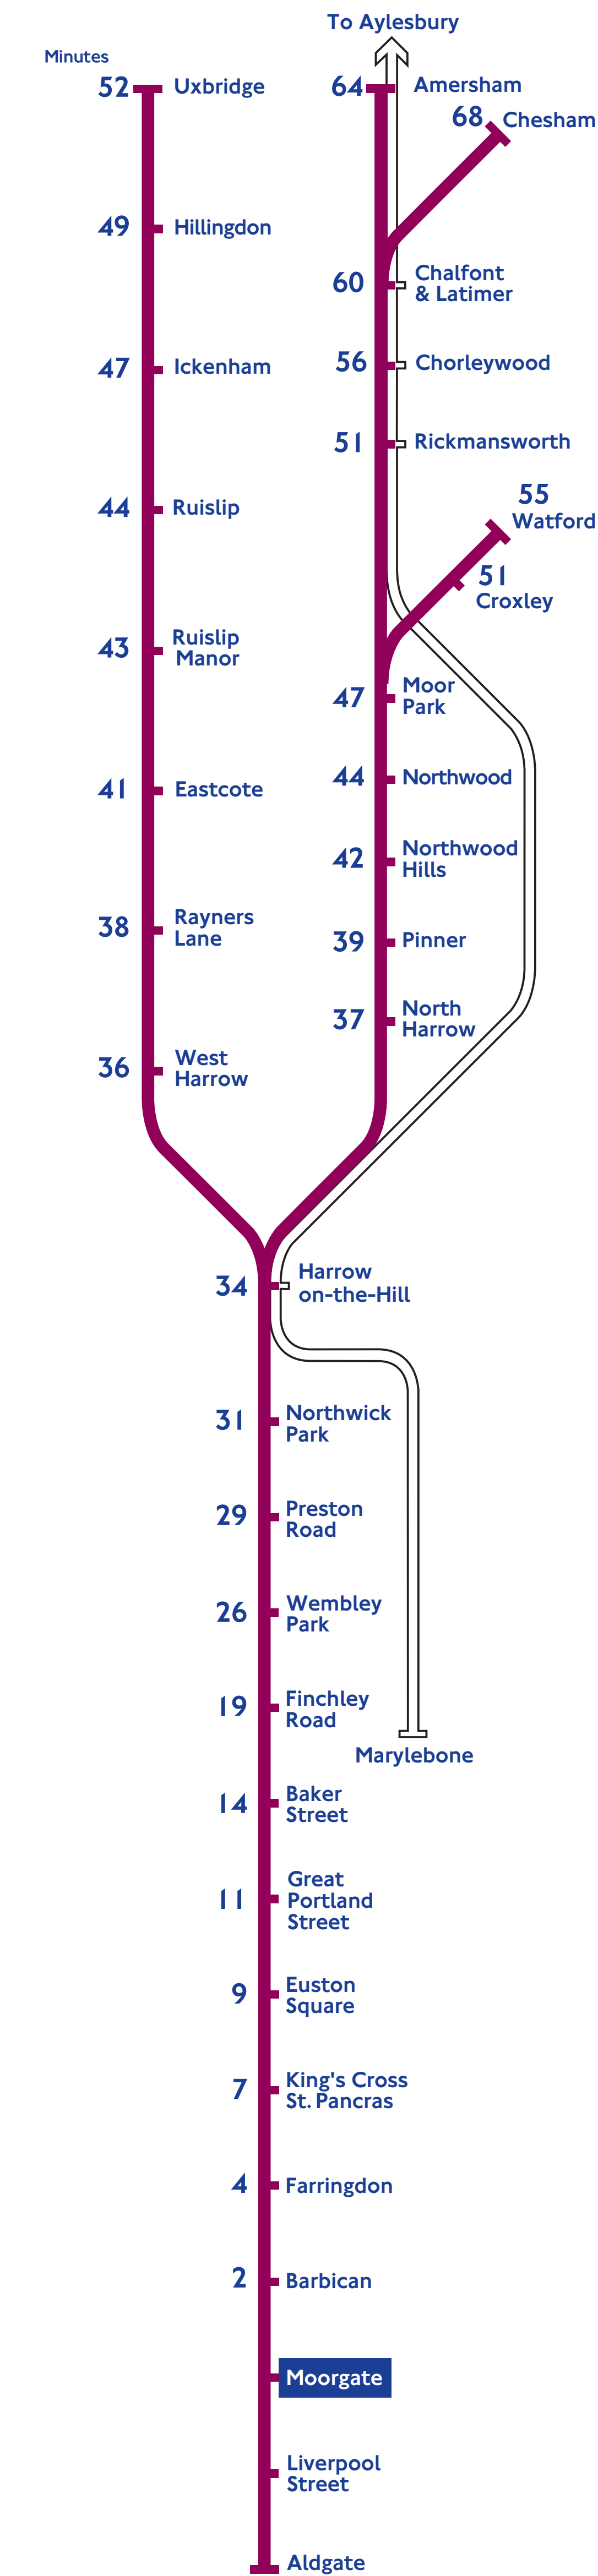 To Aylesbury
Minutes
52 Uxbridge
64 Amersham
68 Chesham
49 Hillingdon
60 Chalfont
& Latimer
47 Ickenham
56 Chorleywood
51 Rickmansworth
44 Ruislip
55
Watford
51
Croxley
43 Ruislip
Manor
47 Moor
Park
41 Eastcote
44 Northwood
42 Northwood
Hills
38 Rayners
Lane
39 Pinner
37 North
Harrow
36 West
Harrow
34 Harrow
on-the-Hill
31 Northwick
Park
29 Preston
Road
26 Wembley
Park
19 Finchley
Road
Marylebone
14 Baker
Street
11 Great
Portland
Street
9 Euston
Square
7 King's Cross
St. Pancras
4 Farringdon
2 Barbican
Moorgate
Liverpool
Street
Aldgate